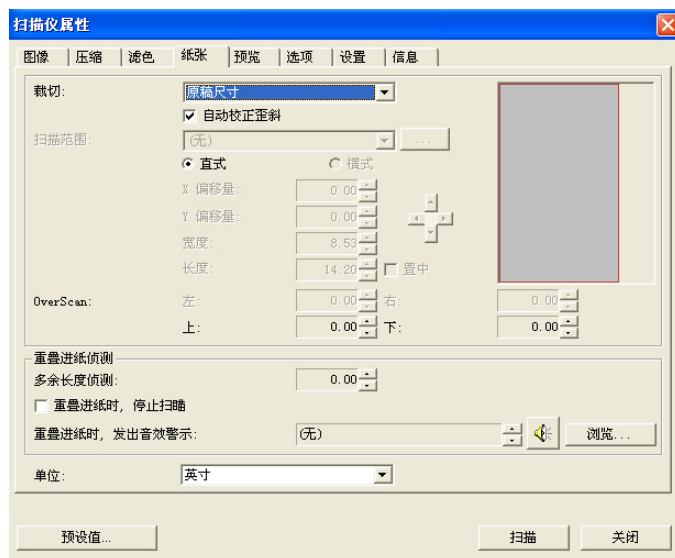 扫描仪属性
图像 压缩 滤色 纸张 预览 选项 设置 信息
裁切: 原稿尺寸
自动校正歪斜
扫描范围: (无) ...
直式 横式
X 偏移量: 0.00
Y 偏移量: 0.00
宽度: 8.53
长度: 14.20 置中
OverScan: 左: 0.00 右: 0.00
上: 0.00 下: 0.00
重叠进纸侦测
多余长度侦测: 0.00
重叠进纸时, 停止扫瞄
重叠进纸时, 发出音效警示: (无) 浏览...
单位: 英寸
预设值... 扫描 关闭